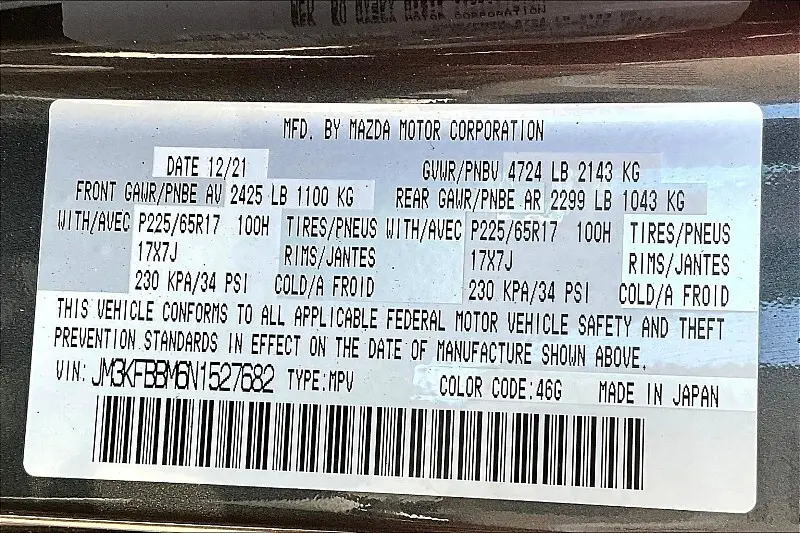 MFD. BY MAZDA MOTOR CORPORATION
DATE 12/21 GVWR/PNBV 4724 LB 2143 KG
FRONT GAWR/PNBE AV 2425 LB 1100 KG REAR GAWR/PNBE AR 2299 LB 1043 KG
WITH/AVEC P225/65R17 100H TIRES/PNEUS WITH/AVEC P225/65R17 100H TIRES/PNEUS
17X7J RIMS/JANTES 17X7J RIMS/JANTES
230 KPA/34 PSI COLD/A FROID 230 KPA/34 PSI COLD/A FROID
THIS VEHICLE CONFORMS TO ALL APPLICABLE FEDERAL MOTOR VEHICLE SAFETY AND THEFT
PREVENTION STANDARDS IN EFFECT ON THE DATE OF MANUFACTURE SHOWN ABOVE.
VIN: JM3KFBBM6N1527682 TYPE:MPV COLOR CODE:46G MADE IN JAPAN